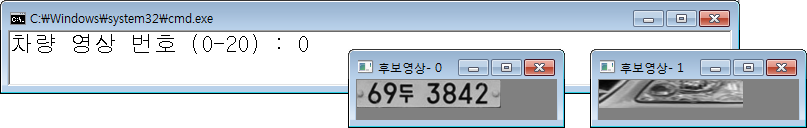 C:₩Windows₩system32₩cmd.exe
차량 영상 번호 (0-20) : 0
후보영상- 0
69두 3842
후보영상- 1